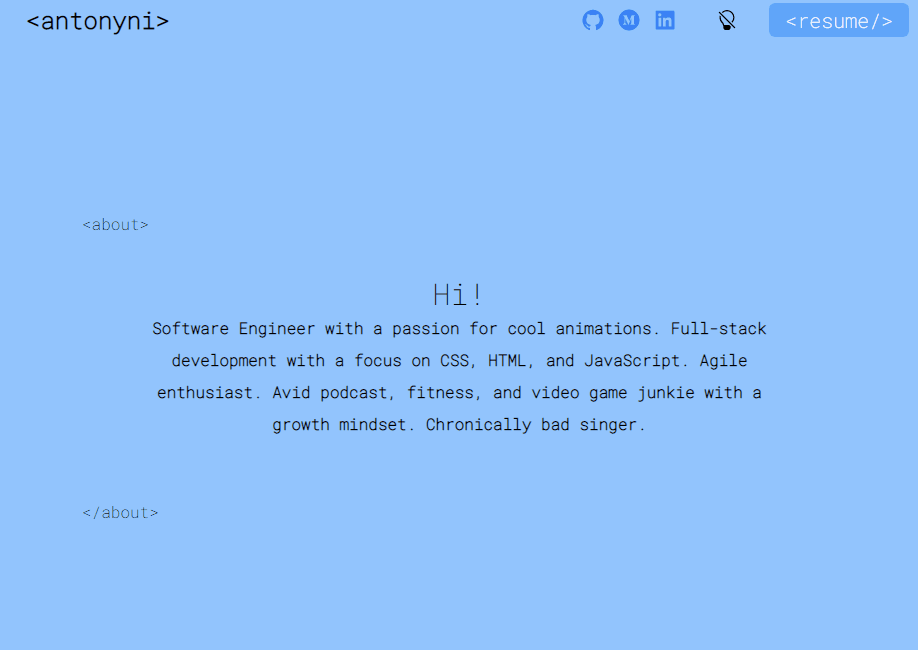 <antonyni>
<resume/>
<about>
Hi!
Software Engineer with a passion for cool animations. Full-stack
development with a focus on CSS, HTML, and JavaScript. Agile
enthusiast. Avid podcast, fitness, and video game junkie with a
growth mindset. Chronically bad singer.
</about>